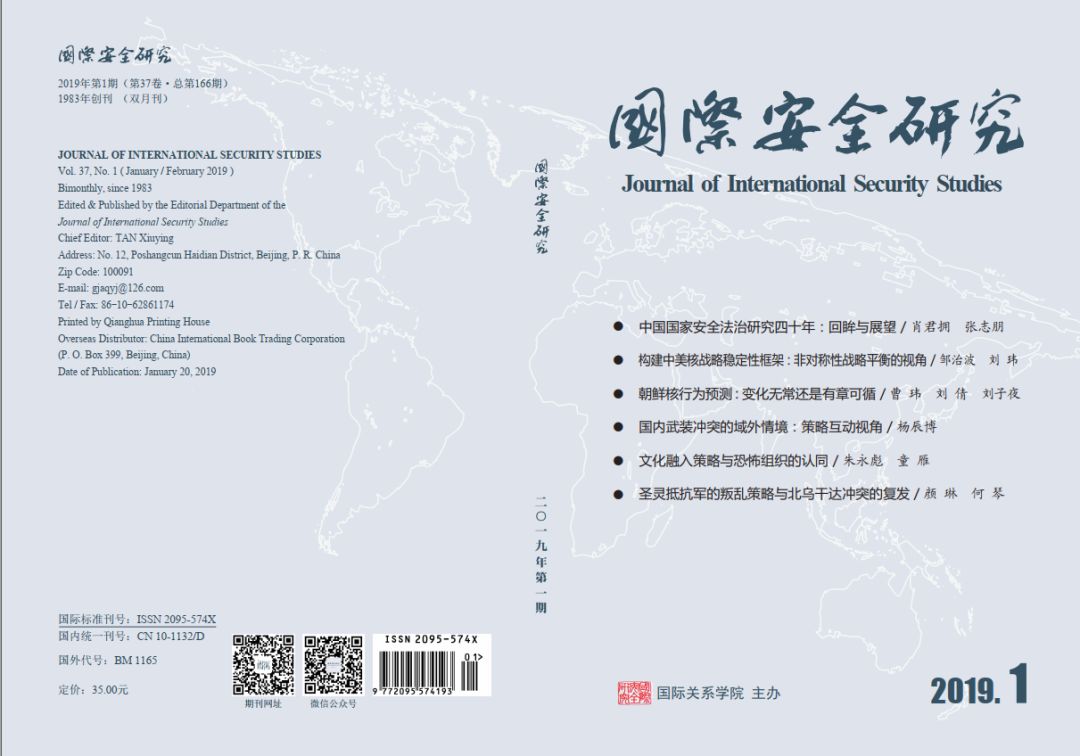 國際安全研究
2019年第1期（第37卷·总第166期）
1983年创刊 （双月刊）
JOURNAL OF INTERNATIONAL SECURITY STUDIES
Vol. 37, No. 1 ( January / February 2019 )
Bimonthly, since 1983
Edited & Published by the Editorial Department of the
Journal of International Security Studies
Chief Editor: TAN Xiuying
Address: No. 12, Poshangcun Haidian District, Beijing, P. R. China
Zip Code: 100091
E-mail: gjaqyj@126.com
Tel / Fax: 86-10-62861174
Printed by Qianghua Printing House
Overseas Distributor: China International Book Trading Corporation
(P. O. Box 399, Beijing, China)
Date of Publication: January 20, 2019
国际标准刊号：ISSN 2095-574X
国内统一刊号：CN 10-1132/D
国外代号：BM 1165
定价：35.00元
期刊网址
微信公众号
ISSN 2095-574X
01>
9 772095 574193
國際安全研究
二〇一九年第一期
國際安全研究
Journal of International Security Studies
● 中国国家安全法治研究四十年：回眸与展望 / 肖君拥 张志朋
● 构建中美核战略稳定性框架：非对称性战略平衡的视角 / 邹治波 刘 玮
● 朝鲜核行为预测：变化无常还是有章可循 / 曹 玮 刘 倩 刘子夜
● 国内武装冲突的域外情境：策略互动视角 / 杨辰博
● 文化融入策略与恐怖组织的认同 / 朱永彪 童 雁
● 圣灵抵抗军的叛乱策略与北乌干达冲突的复发 / 颜 琳 何 琴
国际关系学院 主办
2019. 1